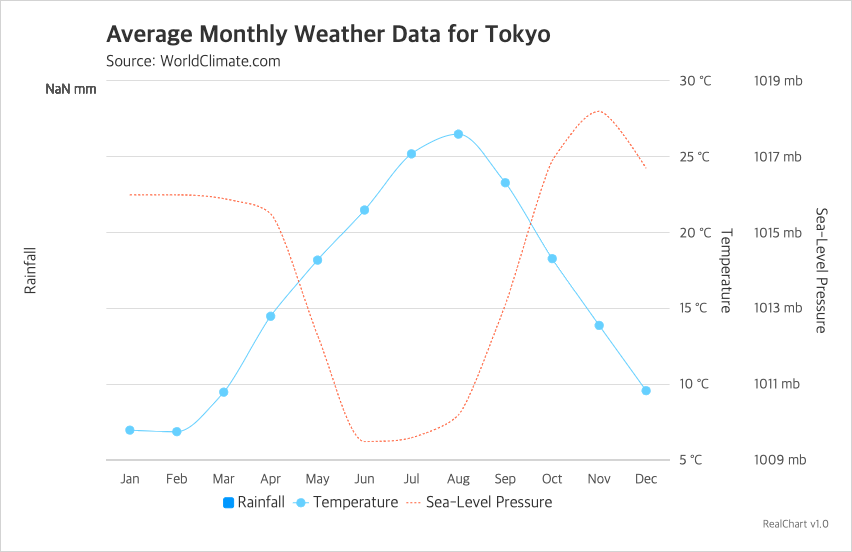 Average Monthly Weather Data for Tokyo
Source: WorldClimate.com
NaN mm
Rainfall
30 °C
25 °C
20 °C
15 °C
10 °C
5 °C
Temperature
1019 mb
1017 mb
1015 mb
1013 mb
1011 mb
1009 mb
Sea-Level Pressure
Jan Feb Mar Apr May Jun Jul Aug Sep Oct Nov Dec
Rainfall Temperature Sea-Level Pressure
RealChart v1.0